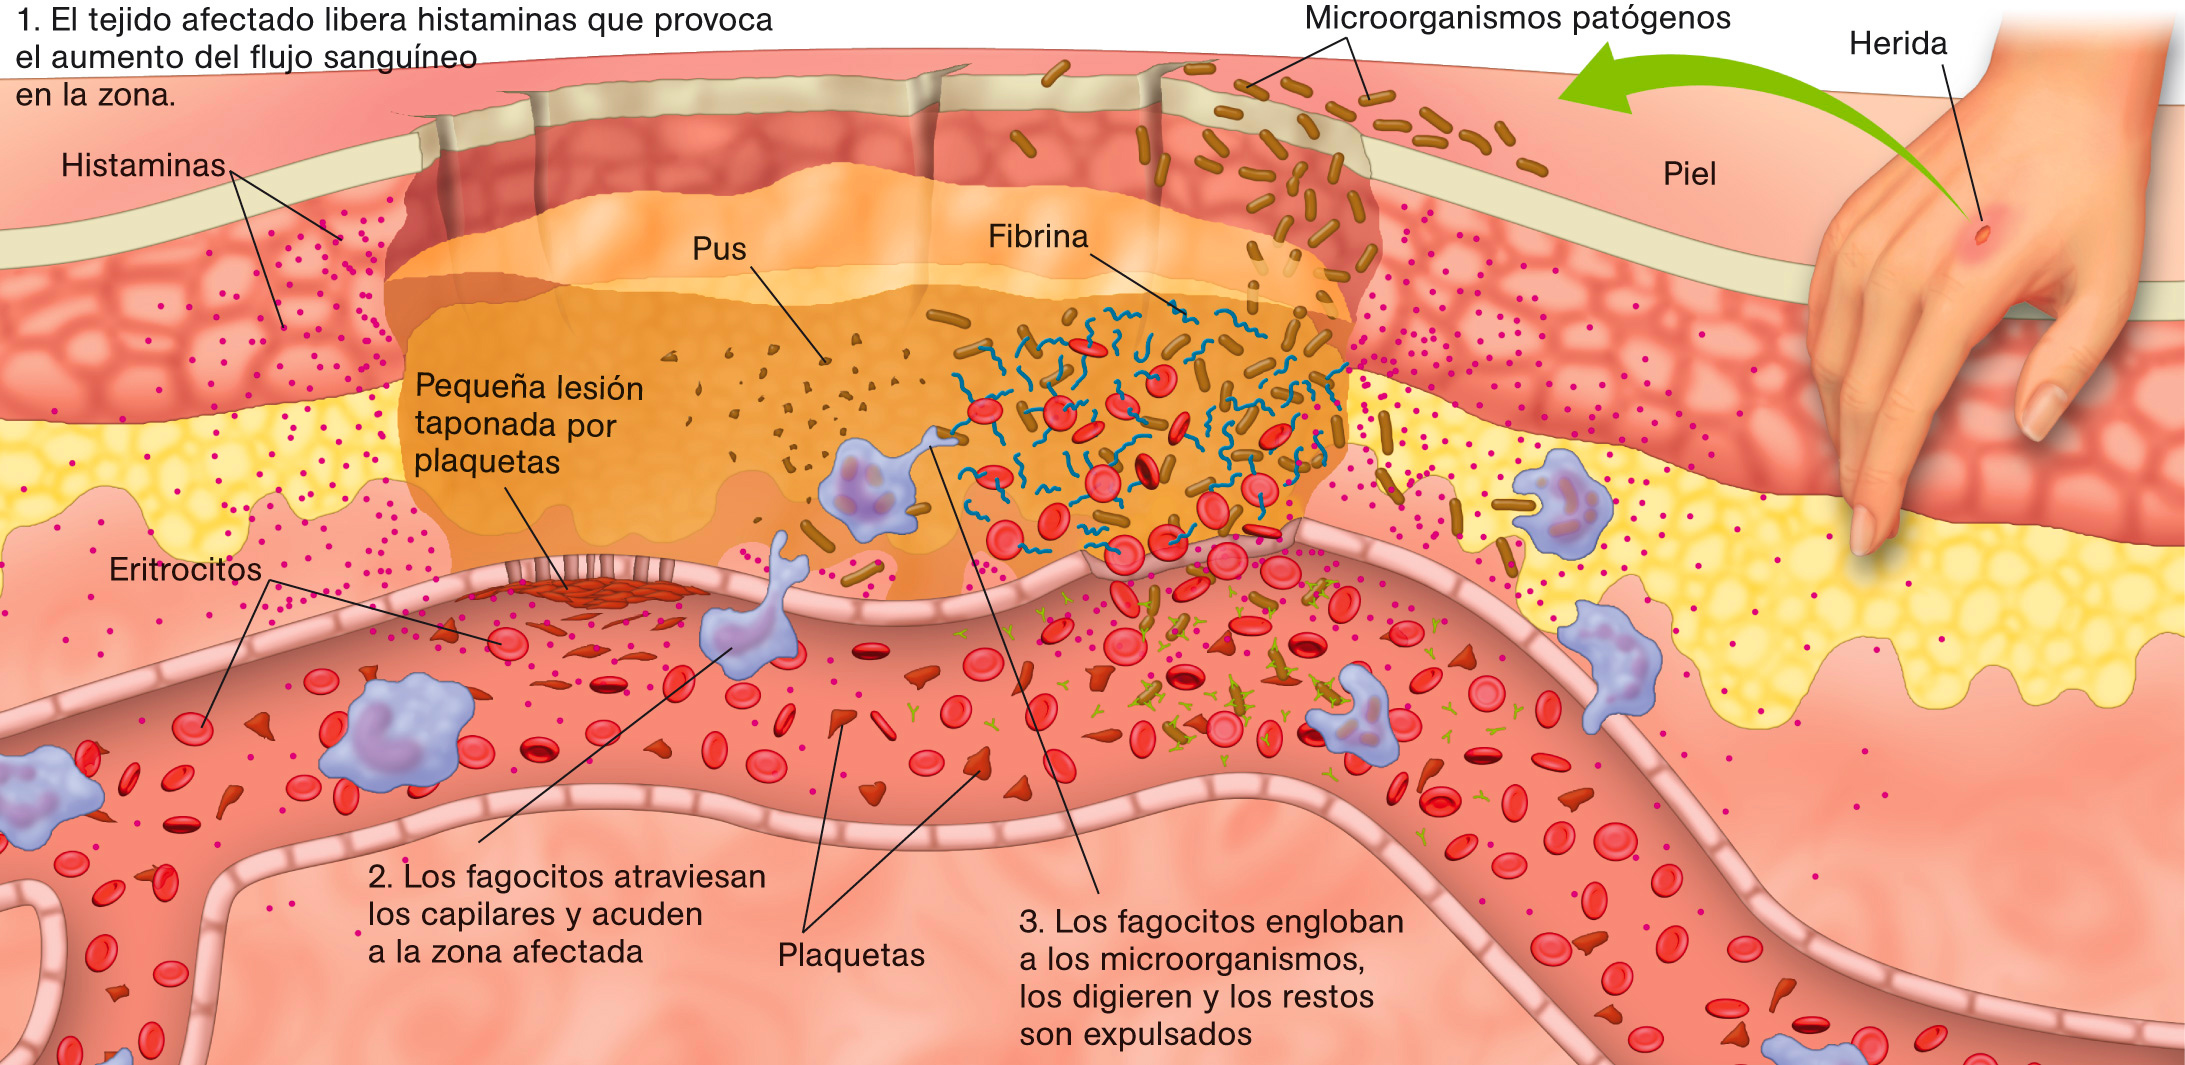 1. El tejido afectado libera histaminas que provoca
el aumento del flujo sanguíneo
en la zona.
Microorganismos patógenos
Herida
Histaminas
Piel
Pus
Fibrina
Pequeña lesión
taponada por
plaquetas
Eritrocitos
2. Los fagocitos atraviesan
los capilares y acuden
a la zona afectada
Plaquetas
3. Los fagocitos engloban
a los microorganismos,
los digieren y los restos
son expulsados